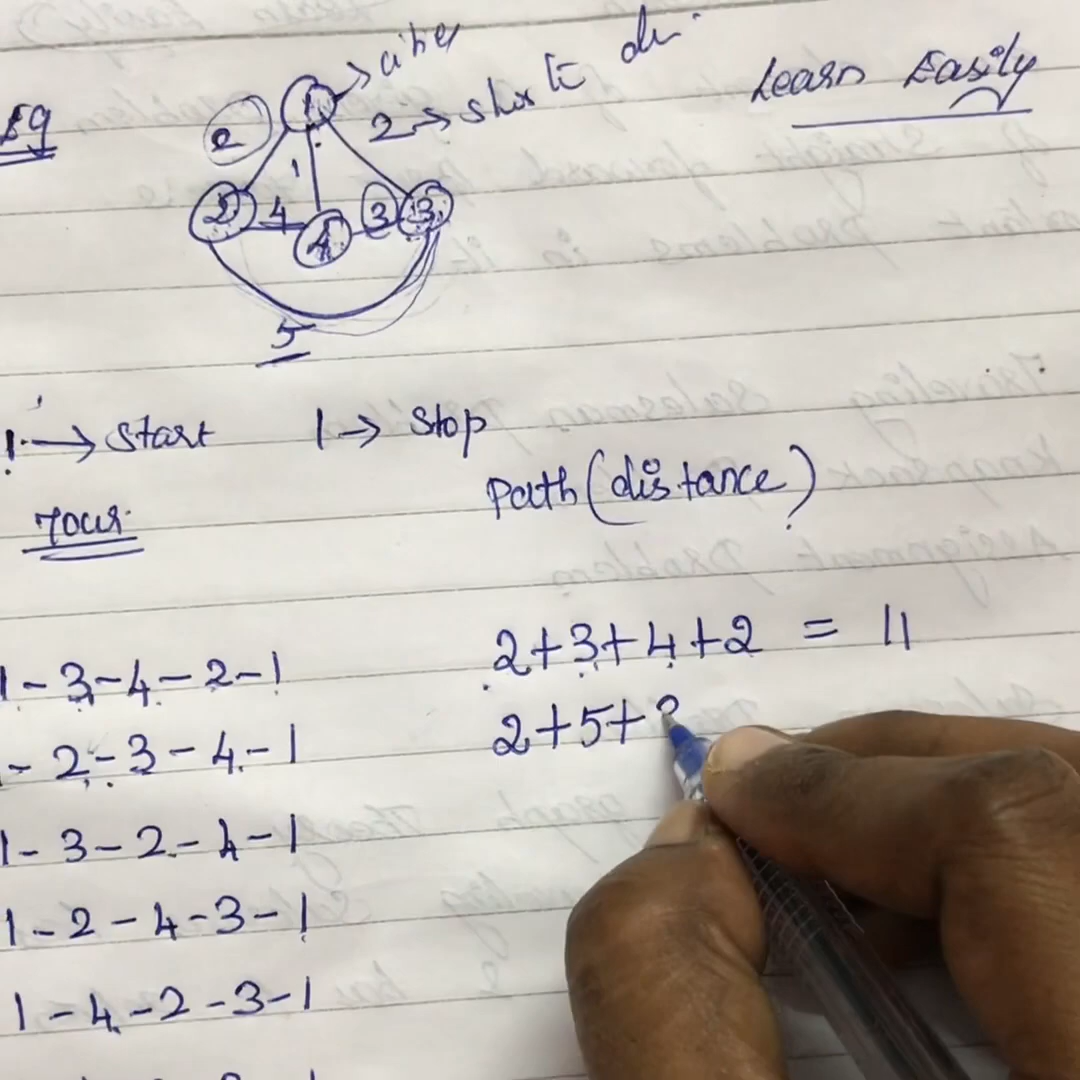 Eg
Learn Easily
1
2
2
1
2 4 4 3 3
5
1 → Start 1 → Stop
Tour
Path (distance)
1 - 3 - 4 - 2 - 1 2 + 3 + 4 + 2 = 11
- 2 - 3 - 4 - 1 2 + 5 +
1 - 3 - 2 - 4 - 1
1 - 2 - 4 - 3 - 1
1 - 4 - 2 - 3 - 1